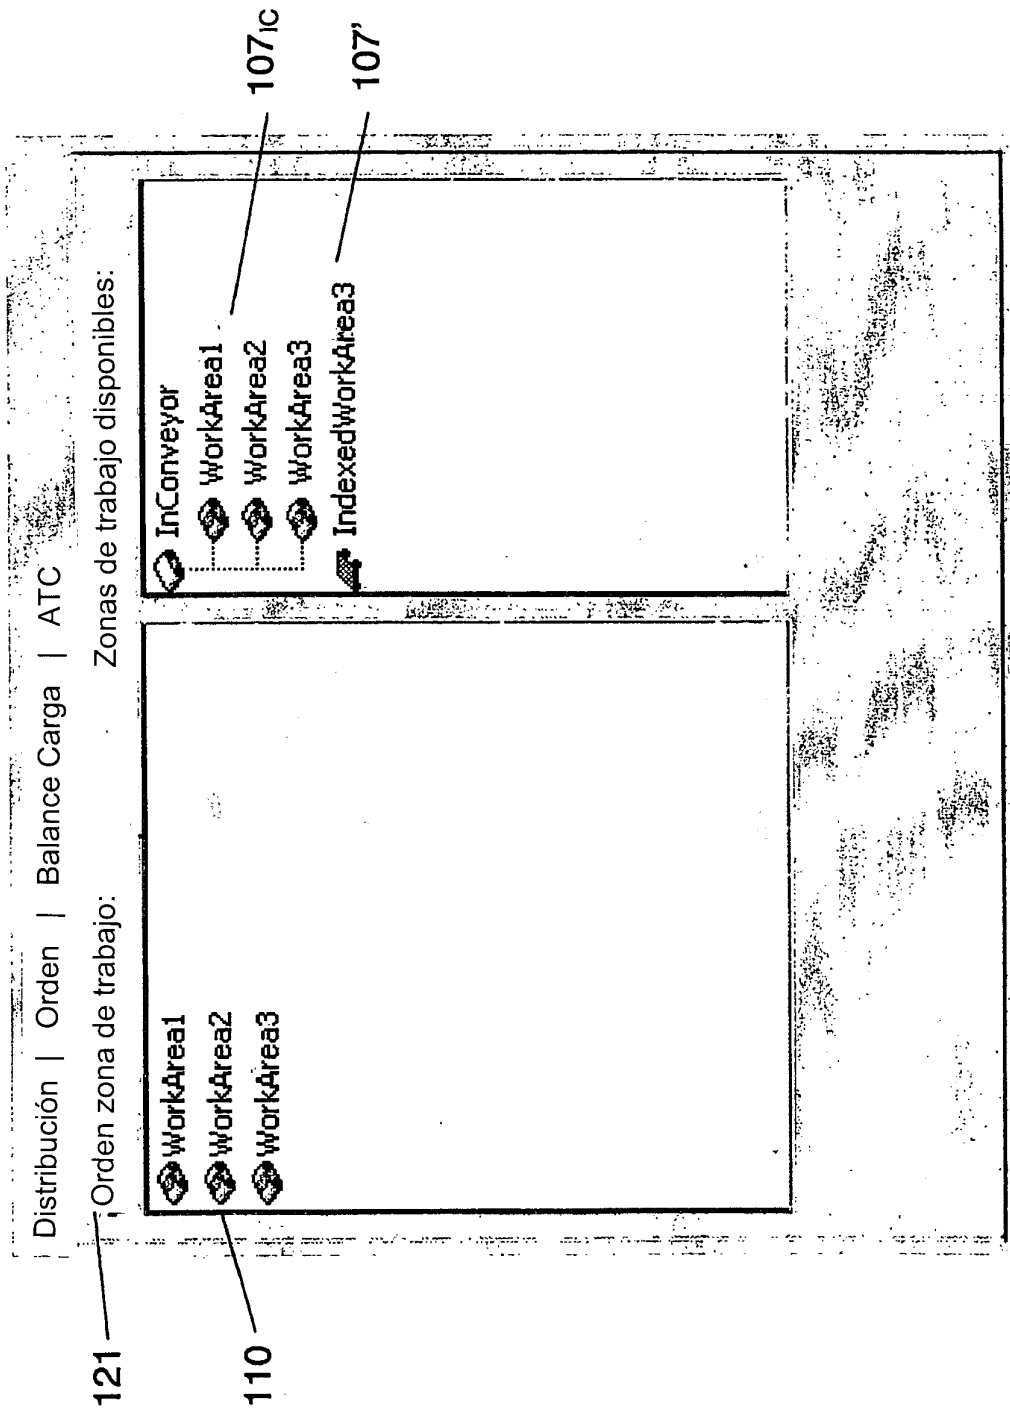 Distribución | Orden | Balance Carga | ATC
Orden zona de trabajo:
Zonas de trabajo disponibles:
WorkArea1
WorkArea2
WorkArea3
InConveyor
WorkArea1
WorkArea2
WorkArea3
IndexedWorkArea3
121
110
107IC
107'